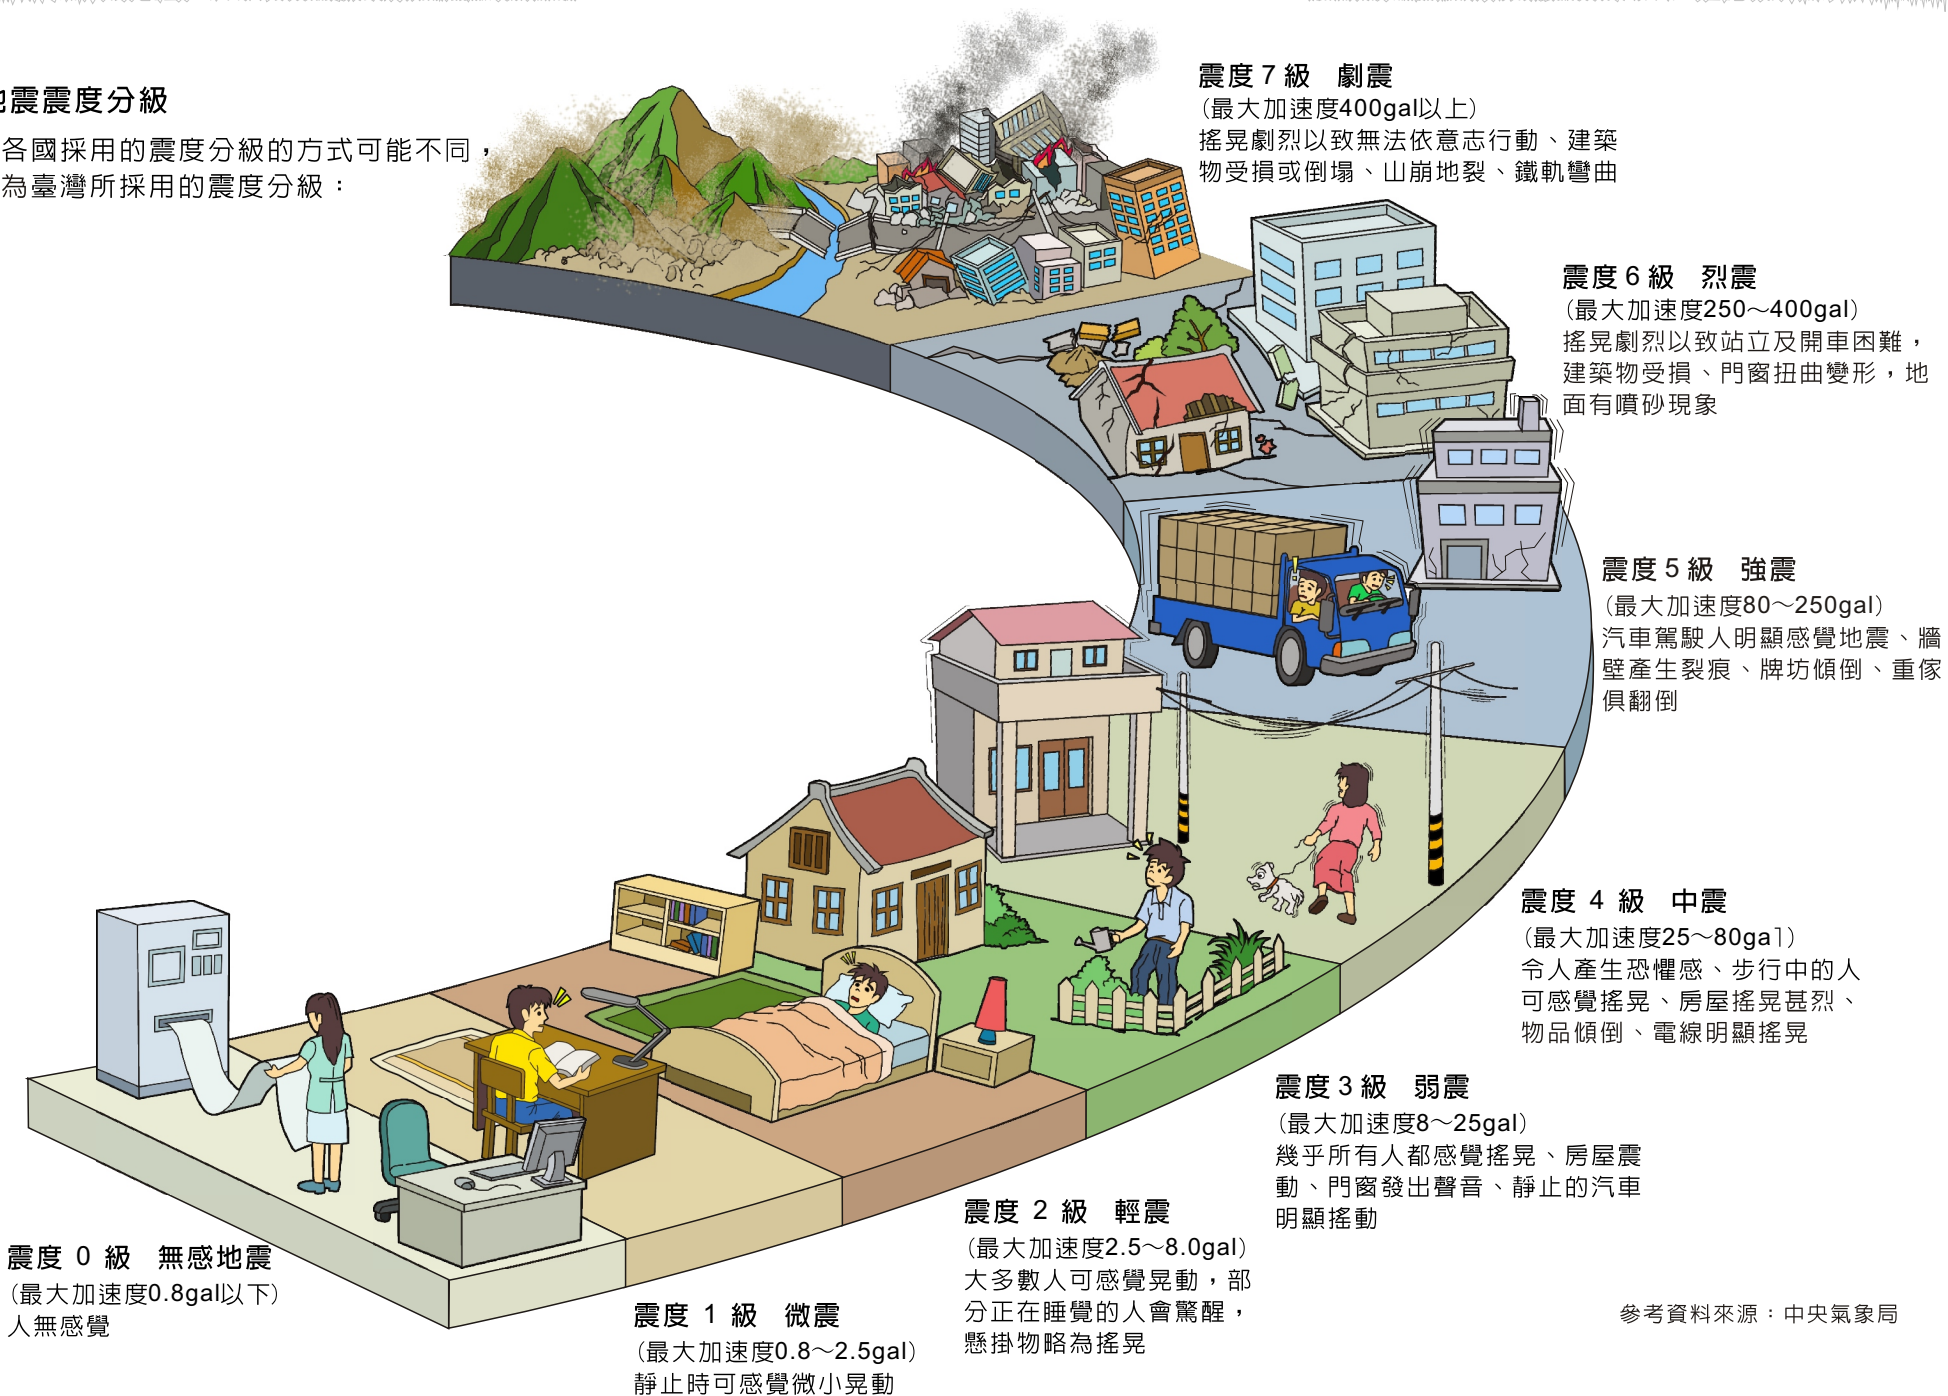 震震度分級
各國採用的震度分級的方式可能不同，
為臺灣所採用的震度分級：
震度 7 級　劇震
（最大加速度400gal以上）
搖晃劇烈以致無法依意志行動、建築
物受損或倒塌、山崩地裂、鐵軌彎曲
震度 6 級　烈震
（最大加速度250～400gal）
搖晃劇烈以致站立及開車困難，
建築物受損、門窗扭曲變形，地
面有噴砂現象
震度 5 級　強震
（最大加速度80～250gal）
汽車駕駛人明顯感覺地震、牆
壁產生裂痕、牌坊傾倒、重傢
俱翻倒
震度 4 級　中震
（最大加速度25～80gal）
令人產生恐懼感、步行中的人
可感覺搖晃、房屋搖晃甚烈、
物品傾倒、電線明顯搖晃
震度 3 級　弱震
（最大加速度8～25gal）
幾乎所有人都感覺搖晃、房屋震
動、門窗發出聲音、靜止的汽車
明顯搖動
震度 2 級　輕震
（最大加速度2.5～8.0gal）
大多數人可感覺晃動，部
分正在睡覺的人會驚醒，
懸掛物略為搖晃
震度 1 級　微震
（最大加速度0.8～2.5gal）
靜止時可感覺微小晃動
震度 0 級　無感地震
（最大加速度0.8gal以下）
人無感覺
參考資料來源：中央氣象局